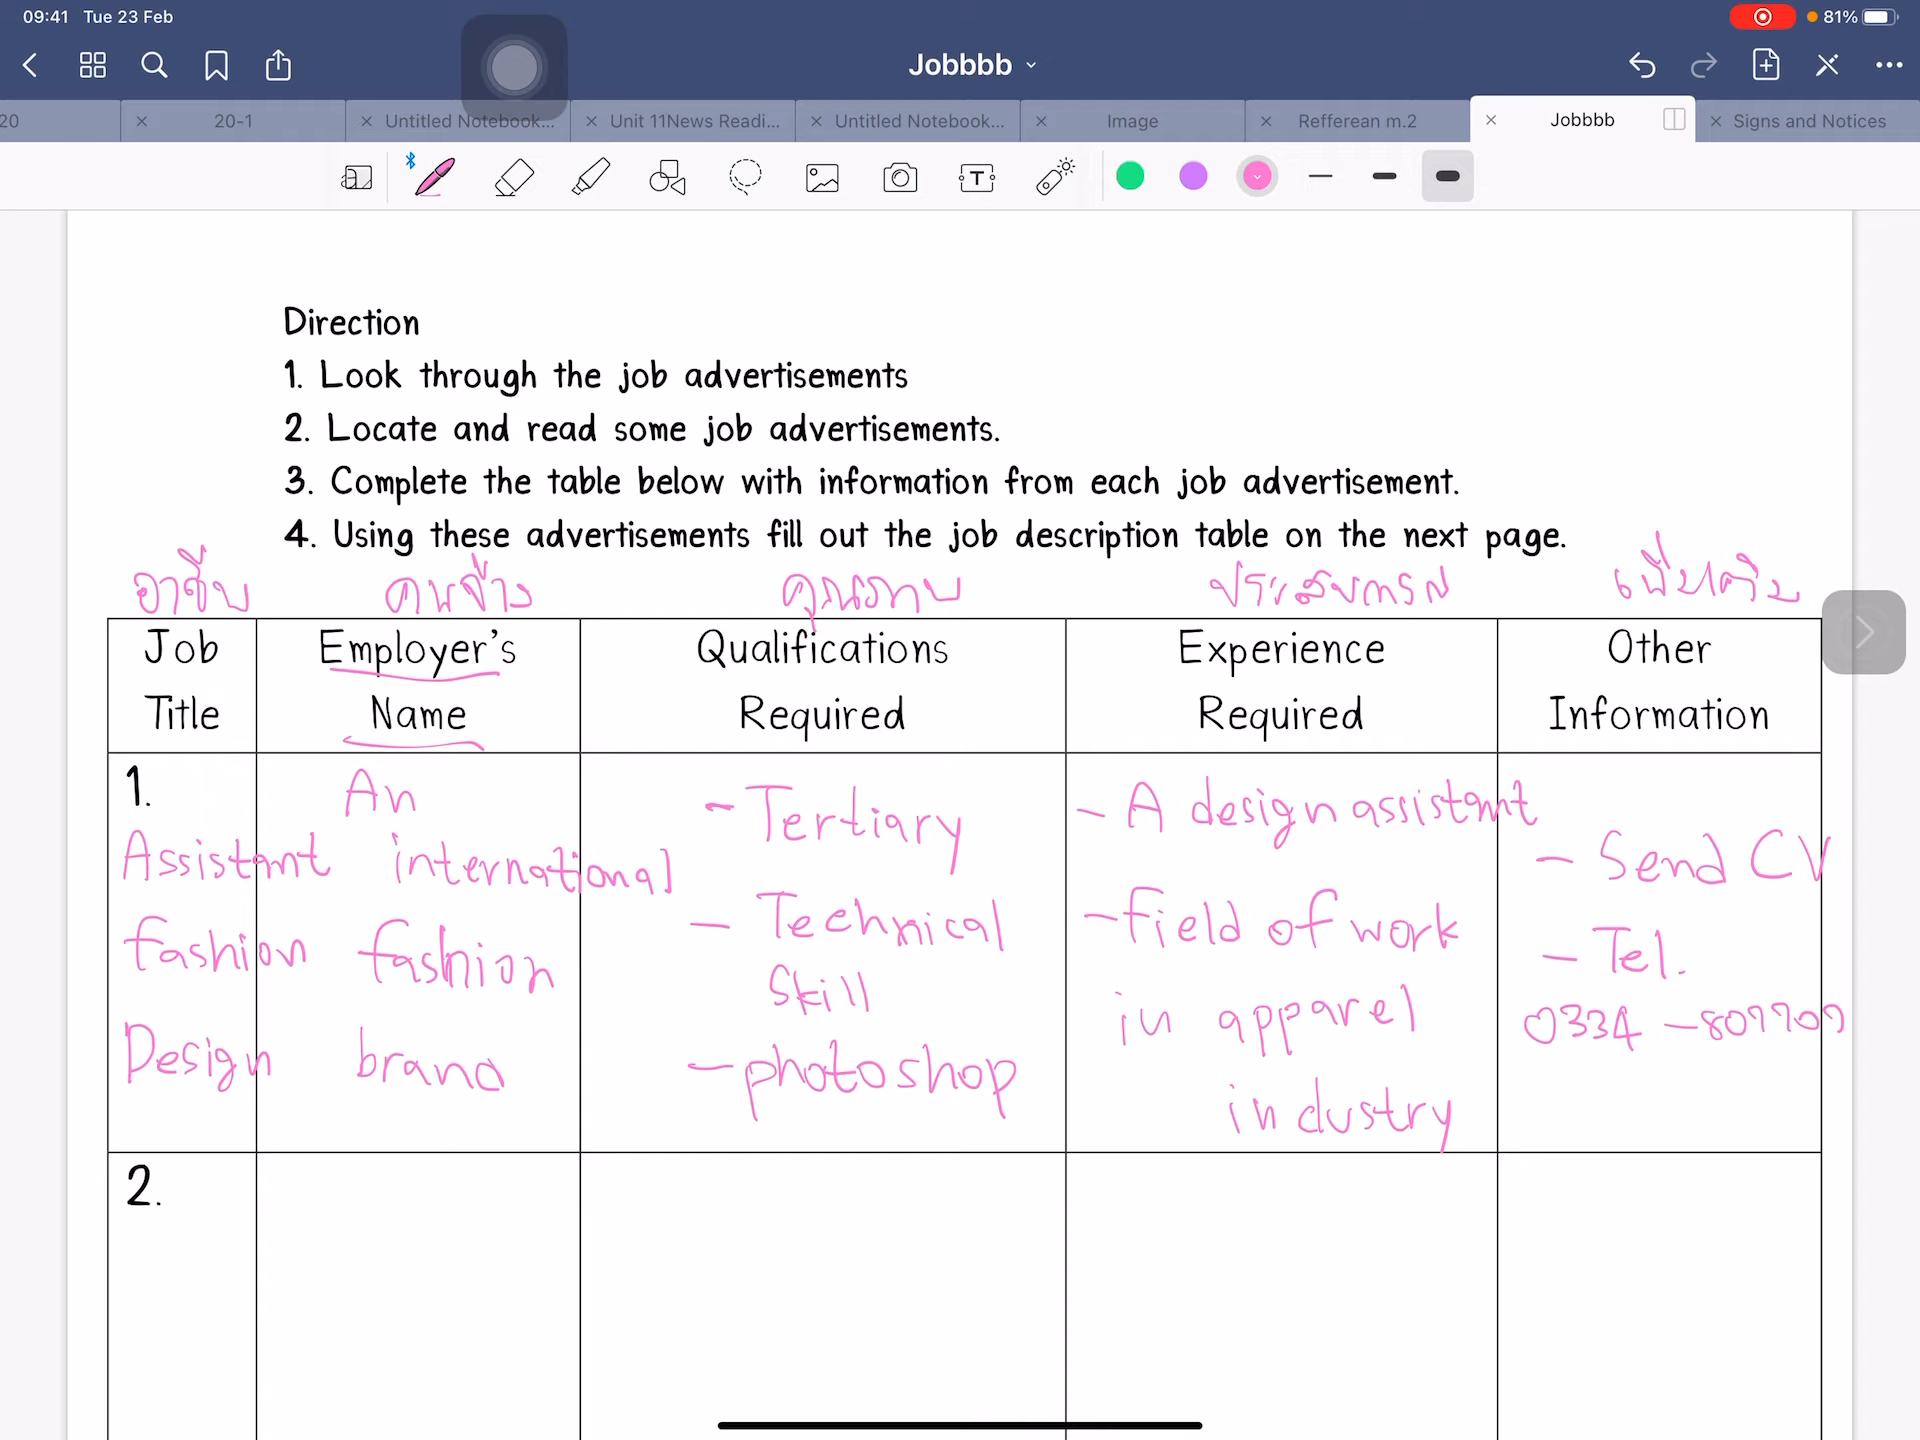 09:41 Tue 23 Feb
81%
Jobbbb
20
20-1
Untitled Notebook...
Unit 11News Readi...
Untitled Notebook...
Image
Refferean m.2
Jobbbb
Signs and Notices
Direction
1. Look through the job advertisements
2. Locate and read some job advertisements.
3. Complete the table below with information from each job advertisement.
4. Using these advertisements fill out the job description table on the next page.
อาชีพ คนจ้าง คุณภาพ ประสบการณ์ เพิ่มเติม
Job Title
Employer's Name
Qualifications Required
Experience Required
Other Information
1.
Assistant
fashion
Design
An
international
fashion
brand
- Tertiary
- Technical
Skill
- photoshop
- A design assistant
- Field of work
in apparel
industry
- Send CV
- Tel.
0334 - 807707
2.